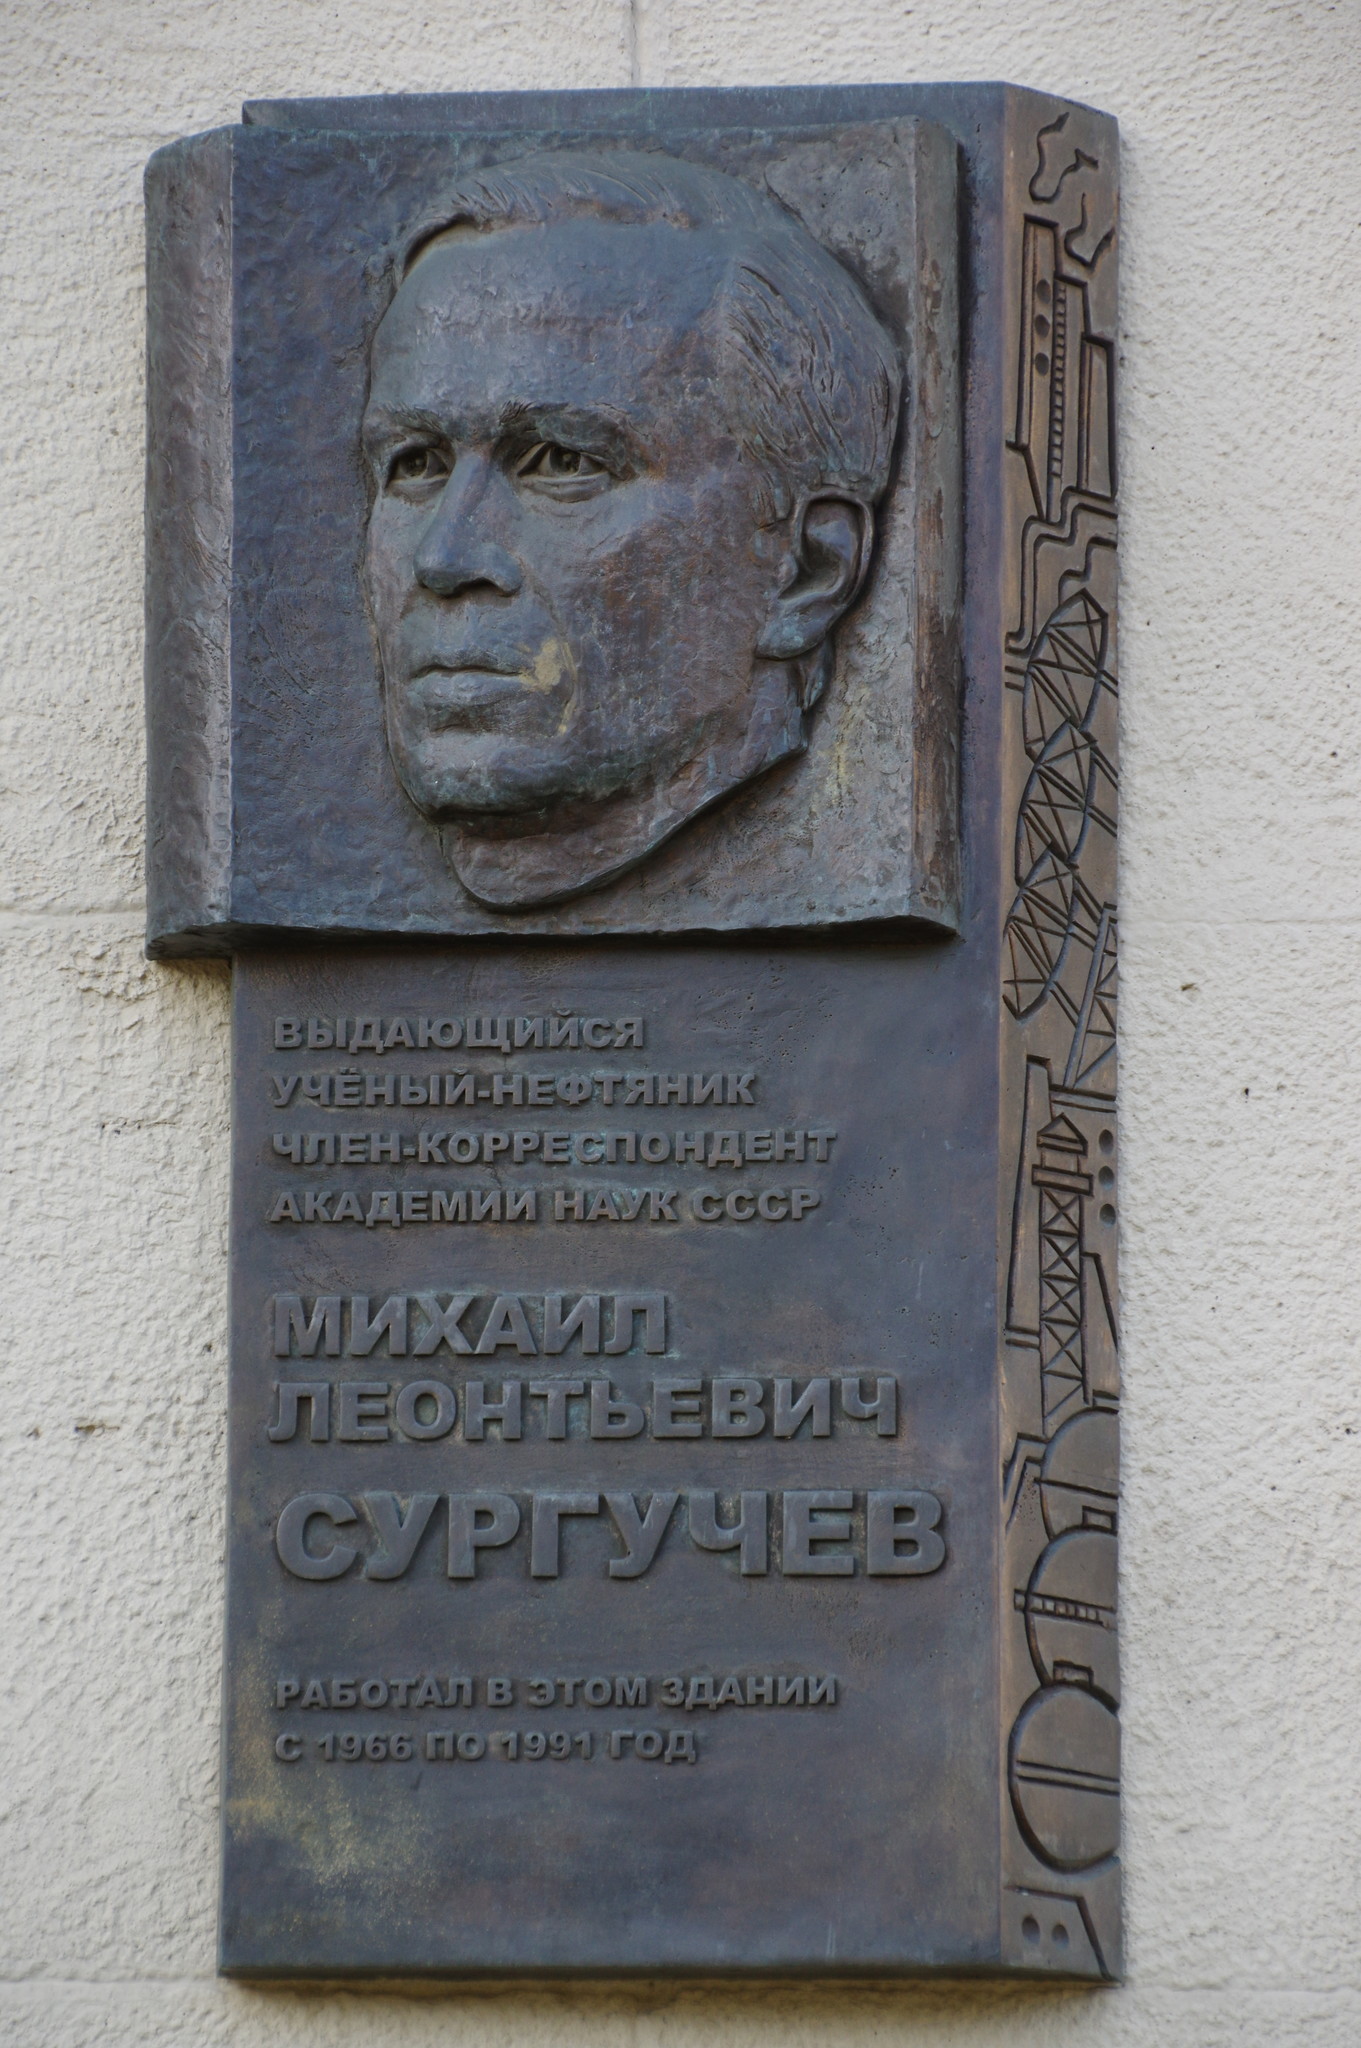 ВЫДАЮЩИЙСЯ
УЧЁНЫЙ-НЕФТЯНИК
ЧЛЕН-КОРРЕСПОНДЕНТ
АКАДЕМИИ НАУК СССР
МИХАИЛ
ЛЕОНТЬЕВИЧ
СУРГУЧЕВ
РАБОТАЛ В ЭТОМ ЗДАНИИ
С 1966 ПО 1991 ГОД